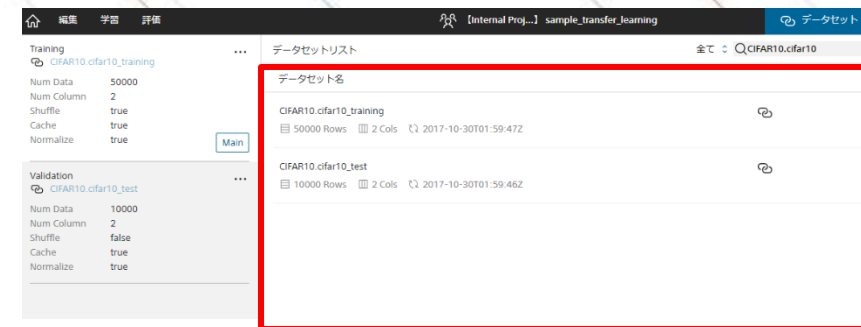 編集 学習 評価 【Internal Proj...】 sample_transfer_learning データセット
Training ...
CIFAR10.cifar10_training
Num Data 50000
Num Column 2
Shuffle true
Cache true
Normalize true
Main
Validation ...
CIFAR10.cifar10_test
Num Data 10000
Num Column 2
Shuffle false
Cache true
Normalize true
データセットリスト 全て CIFAR10.cifar10
データセット名
CIFAR10.cifar10_training
50000 Rows 2 Cols 2017-10-30T01:59:47Z
CIFAR10.cifar10_test
10000 Rows 2 Cols 2017-10-30T01:59:46Z